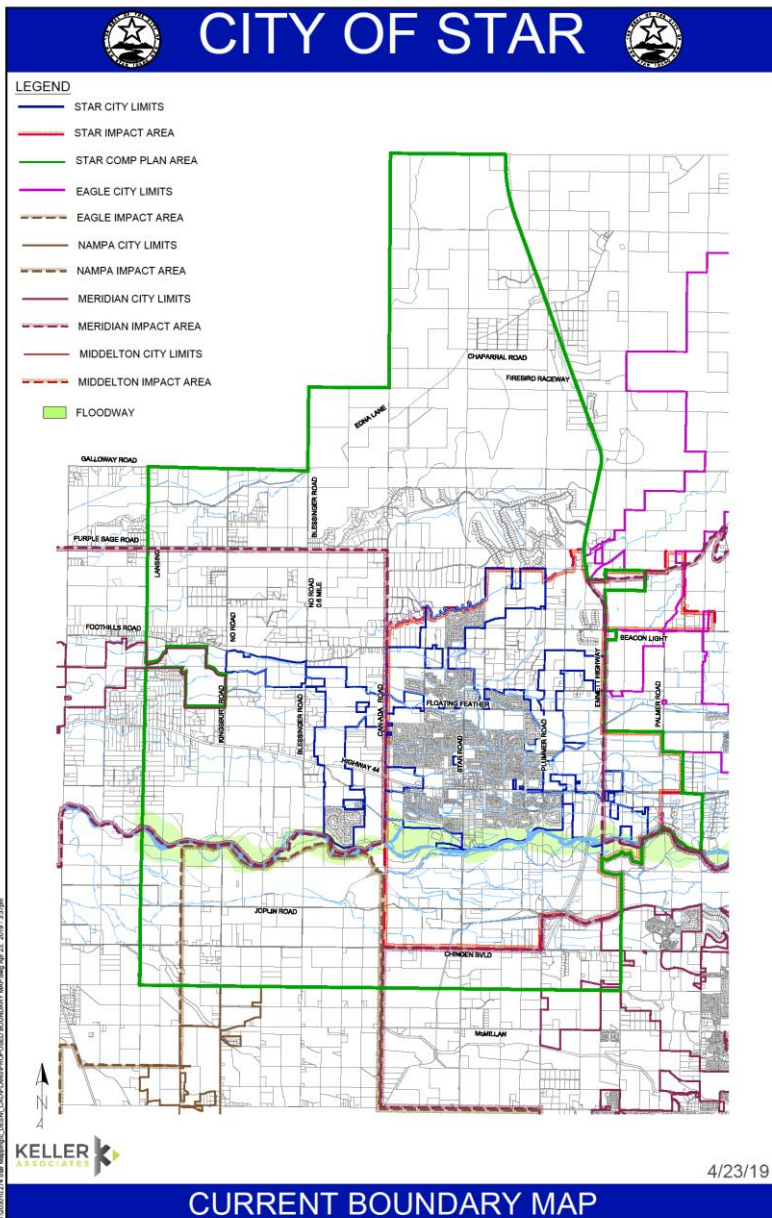 CITY OF STAR
LEGEND
STAR CITY LIMITS
STAR IMPACT AREA
STAR COMP PLAN AREA
EAGLE CITY LIMITS
EAGLE IMPACT AREA
NAMPA CITY LIMITS
NAMPA IMPACT AREA
MERIDIAN CITY LIMITS
MERIDIAN IMPACT AREA
MIDDELTON CITY LIMITS
MIDDELTON IMPACT AREA
FLOODWAY
CHAPARRAL ROAD
FIREBIRD RACEWAY
EDNA LANE
GALLOWAY ROAD
BLESSINGER ROAD
PURPLE SAGE ROAD
LANSING
NO ROAD
0.6 MILE
NO ROAD
FOOTHILLS ROAD
BEACON LIGHT
EMMETT HIGHWAY
PALMER ROAD
KINGSBURY ROAD
BLESSINGER ROAD
CANADA ROAD
FLOATING FEATHER
STAR ROAD
PLUMMER ROAD
HIGHWAY 44
JOPLIN ROAD
CHINDEN BVLD
McMILLAN
N
KELLER
ASSOCIATES
4/23/19
CURRENT BOUNDARY MAP